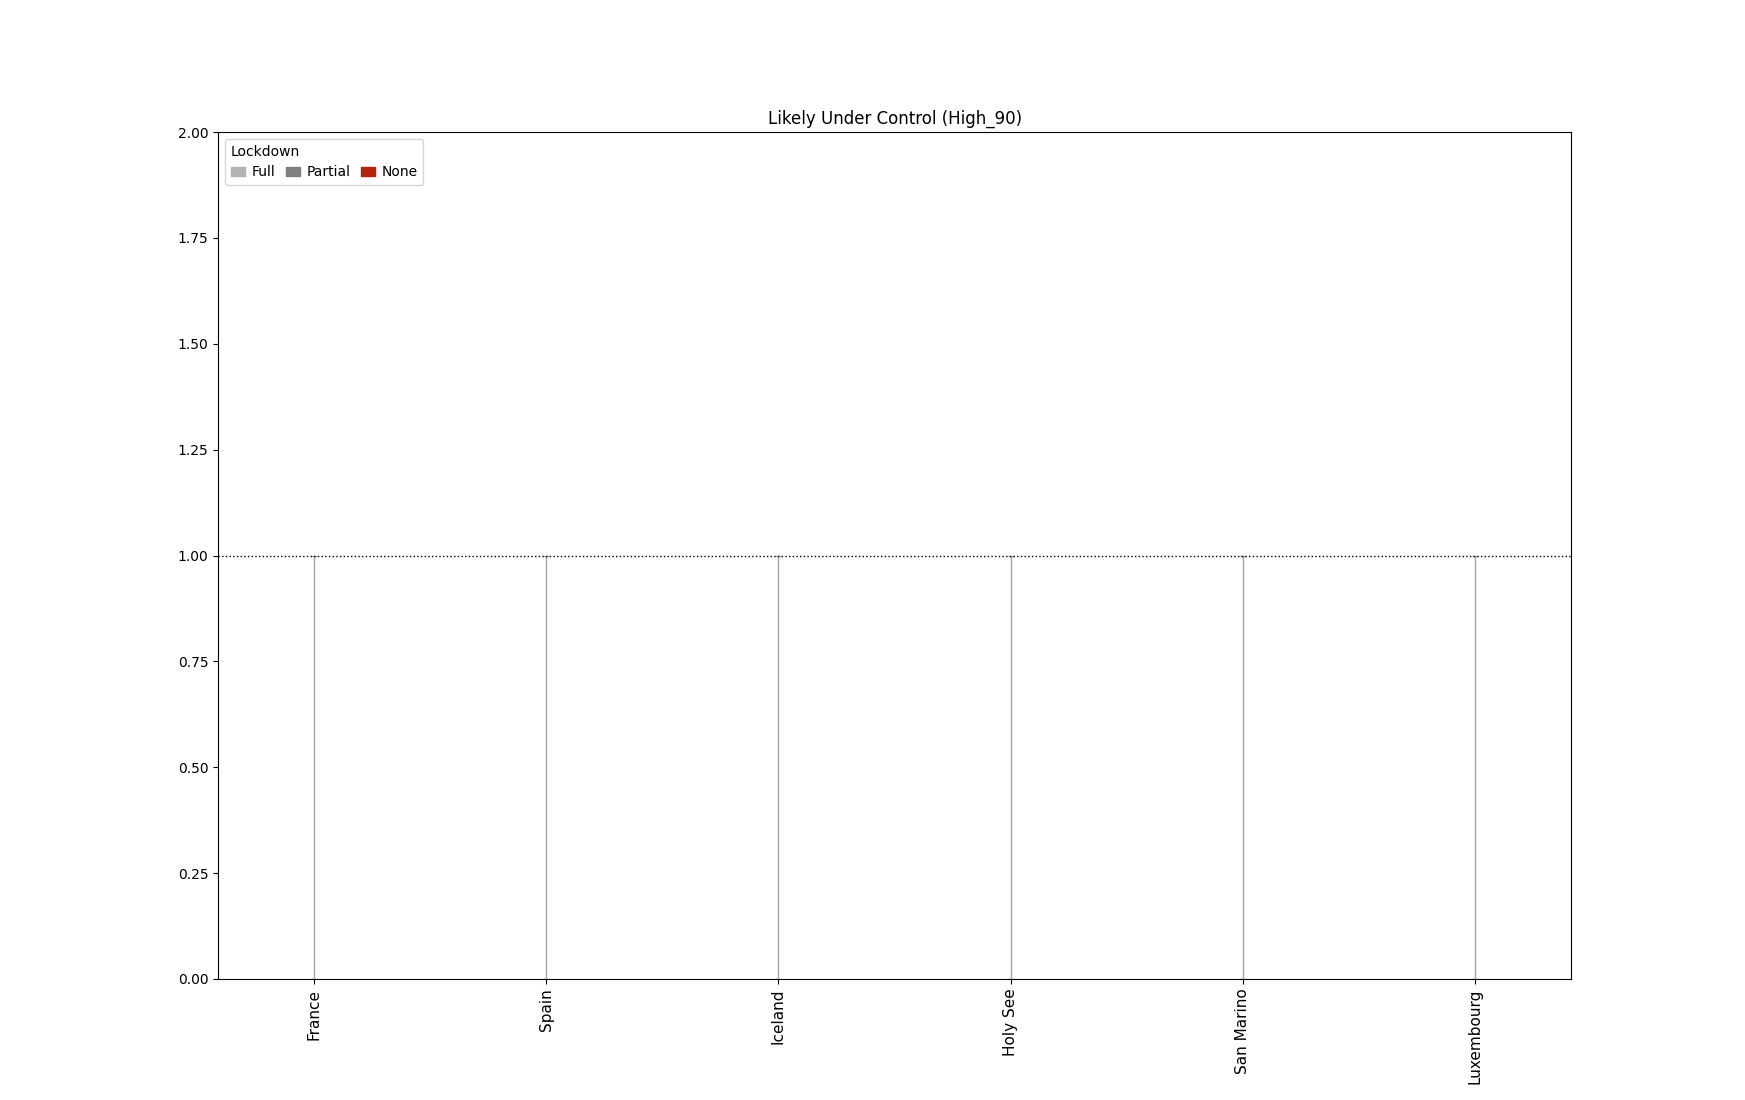 Likely Under Control (High_90)
2.00
Lockdown
Full Partial None
1.75
1.50
1.25
1.00
0.75
0.50
0.25
0.00
France
Spain
Iceland
Holy See
San Marino
Luxembourg